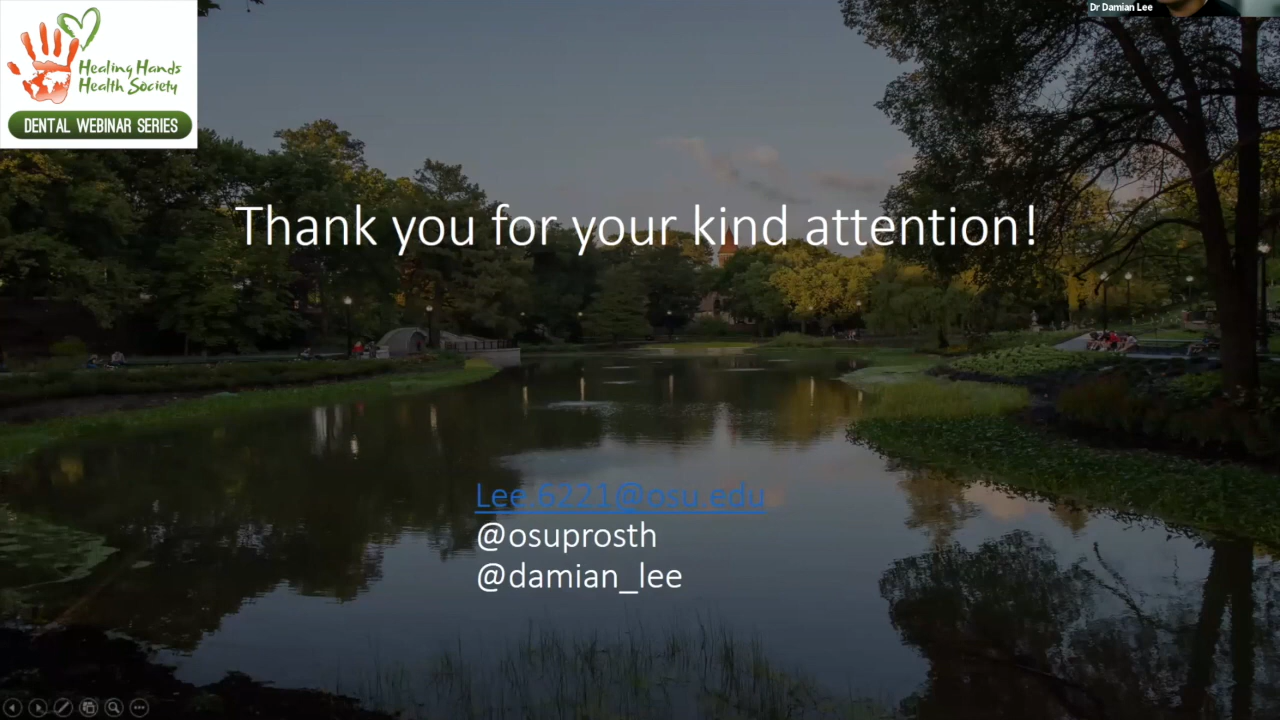 Dr Damian Lee
Healing Hands
Health Society
DENTAL WEBINAR SERIES
Thank you for your kind attention!
Lee.6221@osu.edu
@osuprosth
@damian_lee